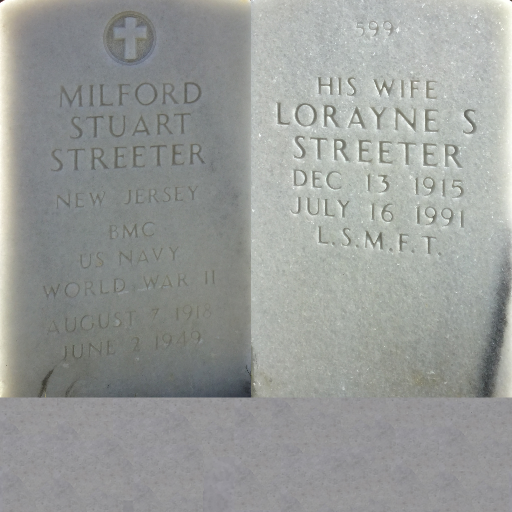 MILFORD
STUART
STREETER
NEW JERSEY
BMC
US NAVY
WORLD WAR II
AUGUST 7 1918
JUNE 2 1949
599
HIS WIFE
LORAYNE S
STREETER
DEC 13 1915
JULY 16 1991
L.S.M.F.T.